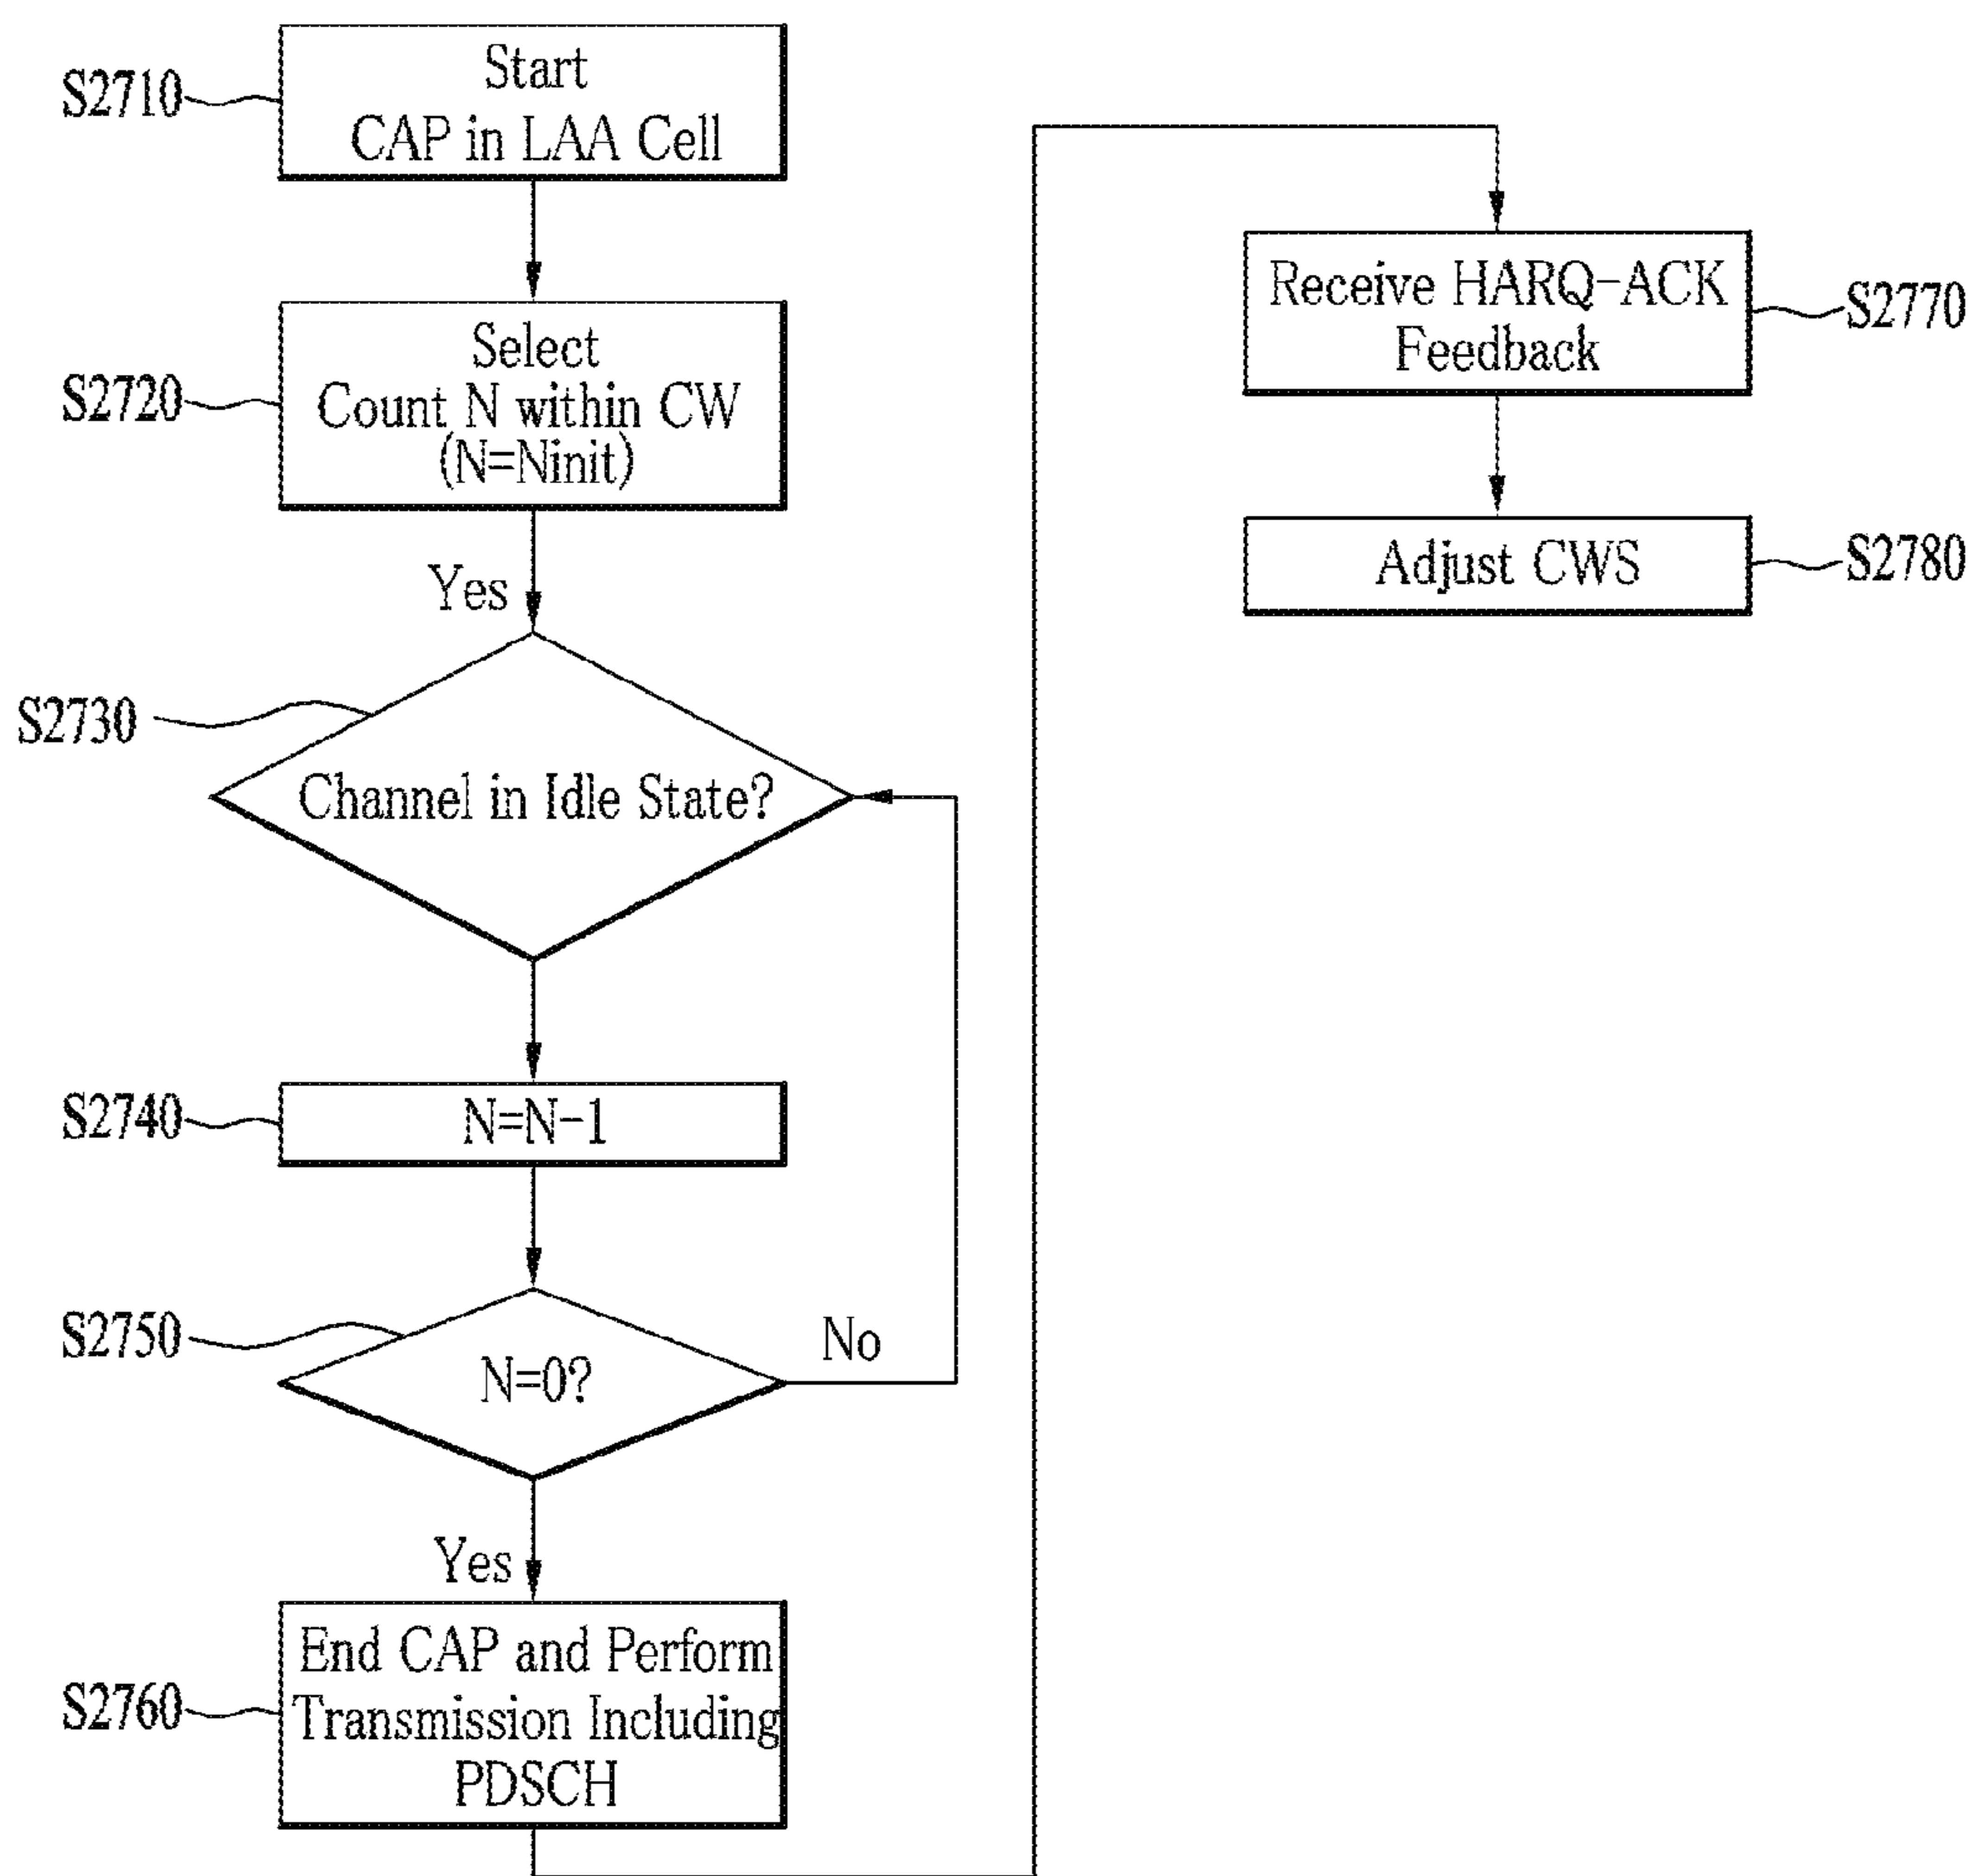 S2710
Start
CAP in LAA Cell
S2720
Select
Count N within CW
(N=Ninit)
Yes
S2730
Channel in Idle State?
S2740
N=N-1
S2750
N=0?
No
Yes
S2760
End CAP and Perform
Transmission Including
PDSCH
Receive HARQ-ACK
Feedback
S2770
Adjust CWS
S2780